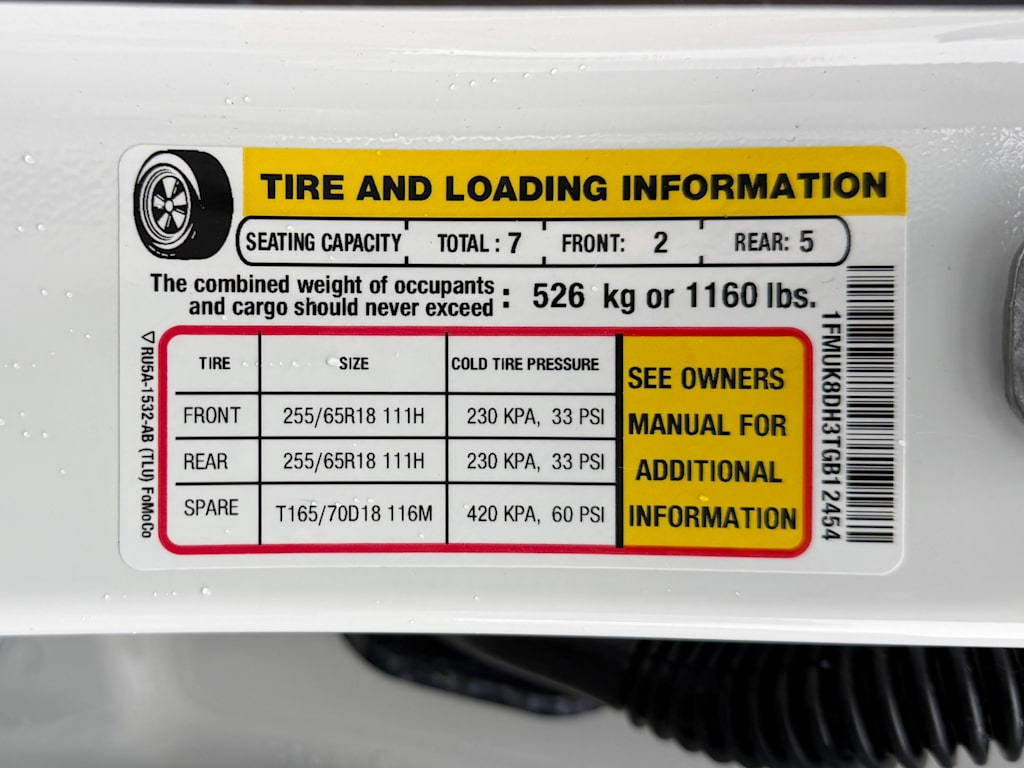 TIRE AND LOADING INFORMATION
SEATING CAPACITY TOTAL : 7 FRONT: 2 REAR: 5
The combined weight of occupants
and cargo should never exceed : 526 kg or 1160 lbs.
TIRE SIZE COLD TIRE PRESSURE
FRONT 255/65R18 111H 230 KPA, 33 PSI
REAR 255/65R18 111H 230 KPA, 33 PSI
SPARE T165/70D18 116M 420 KPA, 60 PSI
SEE OWNERS
MANUAL FOR
ADDITIONAL
INFORMATION
1FMUK8DH3TGB12454
▽ RU5A-1532-AB (TLU) FoMoCo